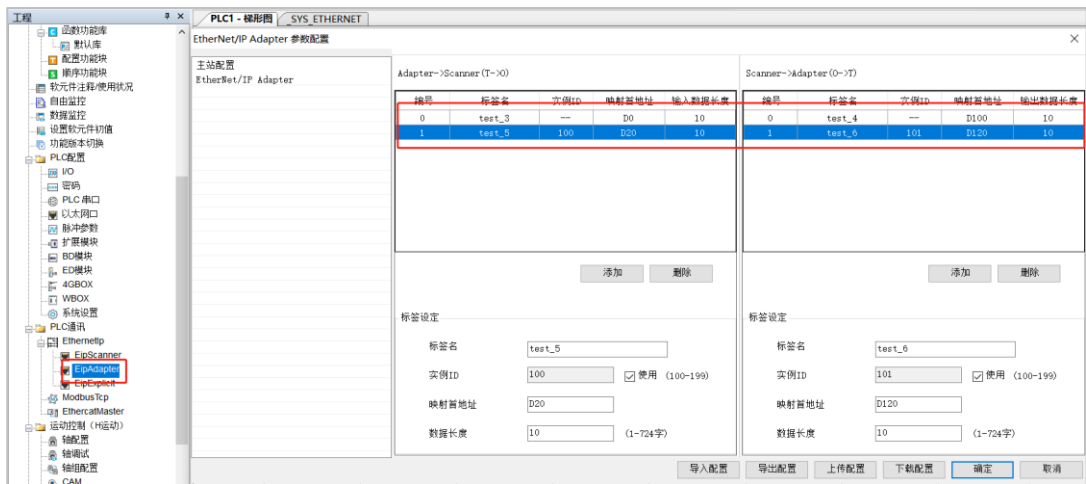 工程
PLC1 - 梯形图
_SYS_ETHERNET
函数功能库
默认库
配置功能块
顺序功能块
软元件注释/使用状况
自由监控
数据监控
设置软元件初值
功能版本切换
PLC配置
I/O
密码
PLC 串口
以太网口
脉冲参数
扩展模块
BD模块
ED模块
4GBOX
WBOX
系统设置
PLC通讯
EthernetIp
EipScanner
EipAdapter
EipExplicit
ModbusTcp
EthercatMaster
运动控制（H运动）
轴配置
轴调试
轴组配置
CAM
EtherNet/IP Adapter 参数配置
主站配置
EtherNet/IP Adapter
Adapter->Scanner(T->O)
编号 标签名 实例ID 映射首地址 输入数据长度
0 test_3 -- D0 10
1 test_5 100 D20 10
添加 删除
标签设定
标签名 test_5
实例ID 100 使用 (100-199)
映射首地址 D20
数据长度 10 (1-724字)
Scanner->Adapter(O->T)
编号 标签名 实例ID 映射首地址 输出数据长度
0 test_4 -- D100 10
1 test_6 101 D120 10
添加 删除
标签设定
标签名 test_6
实例ID 101 使用 (100-199)
映射首地址 D120
数据长度 10 (1-724字)
导入配置 导出配置 上传配置 下载配置 确定 取消